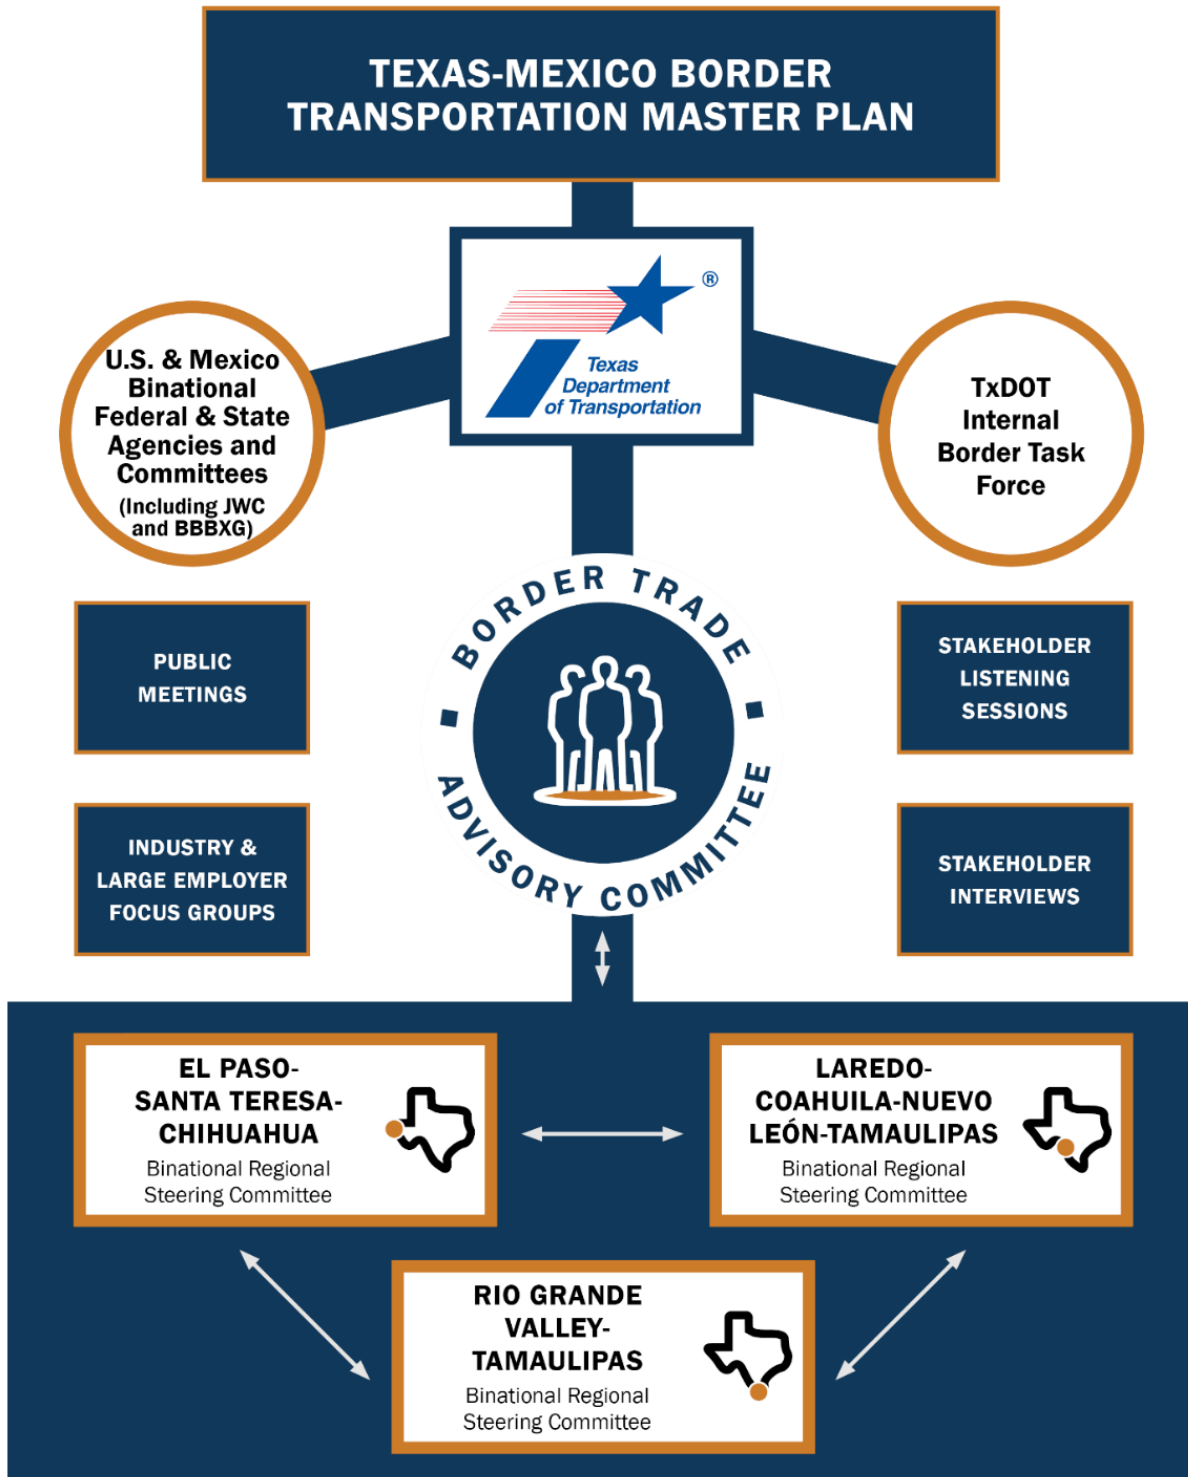 TEXAS-MEXICO BORDER
TRANSPORTATION MASTER PLAN
®
Texas
Department
of Transportation
U.S. & Mexico
Binational
Federal & State
Agencies and
Committees
(Including JWC
and BBBXG)
TxDOT
Internal
Border Task
Force
PUBLIC
MEETINGS
INDUSTRY &
LARGE EMPLOYER
FOCUS GROUPS
BORDER TRADE
ADVISORY COMMITTEE
STAKEHOLDER
LISTENING
SESSIONS
STAKEHOLDER
INTERVIEWS
EL PASO-
SANTA TERESA-
CHIHUAHUA
Binational Regional
Steering Committee
LAREDO-
COAHUILA-NUEVO
LEÓN-TAMAULIPAS
Binational Regional
Steering Committee
RIO GRANDE
VALLEY-
TAMAULIPAS
Binational Regional
Steering Committee